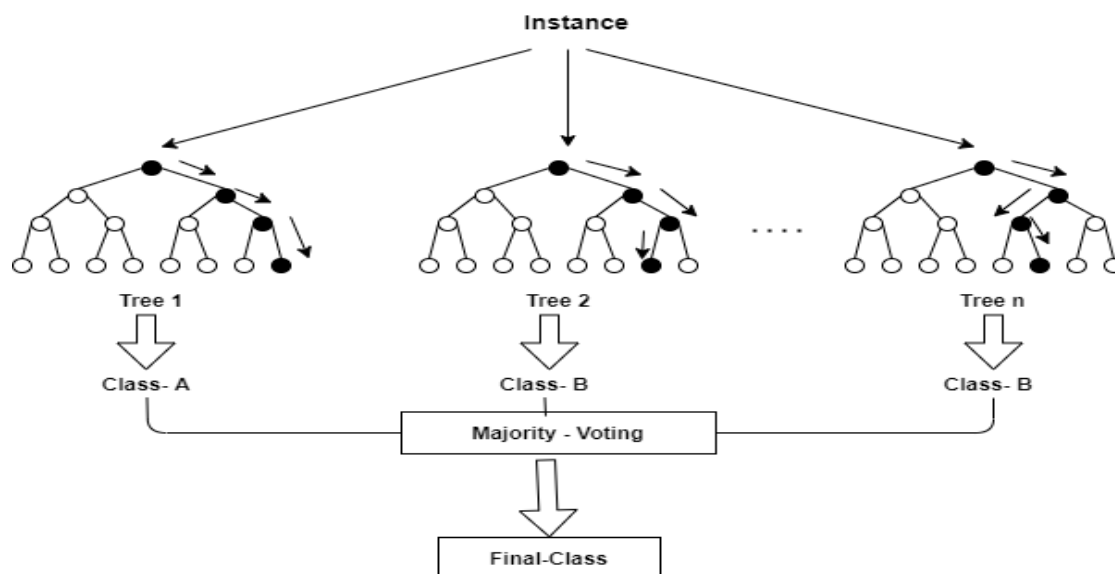 Instance
....
Tree 1
Tree 2
Tree n
Class- A
Class- B
Class- B
Majority - Voting
Final-Class